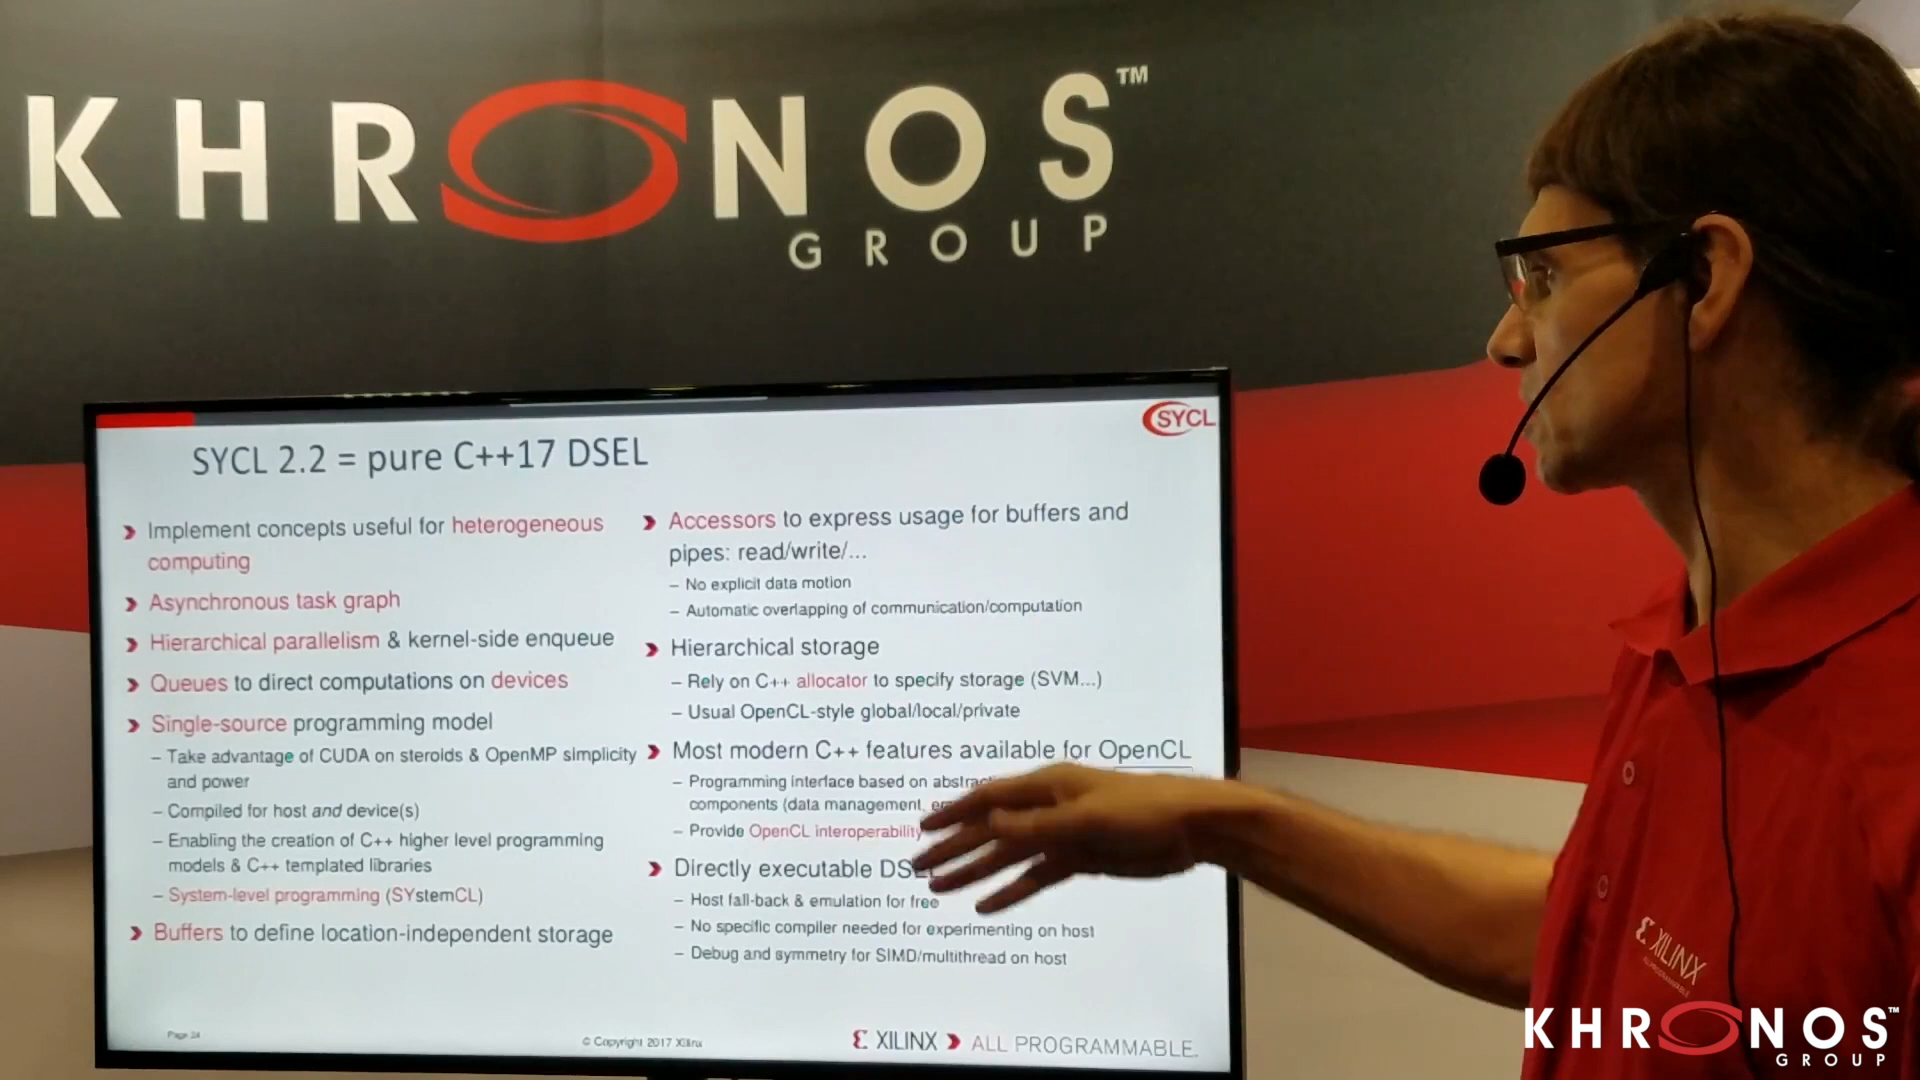 KHRONOS™
GROUP
SYCL
SYCL 2.2 = pure C++17 DSEL
Implement concepts useful for heterogeneous
computing
Asynchronous task graph
Hierarchical parallelism & kernel-side enqueue
Queues to direct computations on devices
Single-source programming model
– Take advantage of CUDA on steroids & OpenMP simplicity
and power
– Compiled for host and device(s)
– Enabling the creation of C++ higher level programming
models & C++ templated libraries
– System-level programming (SYstemCL)
Buffers to define location-independent storage
Accessors to express usage for buffers and
pipes: read/write/...
– No explicit data motion
– Automatic overlapping of communication/computation
Hierarchical storage
– Rely on C++ allocator to specify storage (SVM...)
– Usual OpenCL-style global/local/private
Most modern C++ features available for OpenCL
– Programming interface based on
components (data management,
– Provide OpenCL interoperability
Directly executable DSEL
– Host fall-back & emulation for free
– No specific compiler needed for experimenting on host
– Debug and symmetry for SIMD/multithread on host
Page 24
© Copyright 2017 Xilinx
XILINX ALL PROGRAMMABLE.
XILINX
ALL PROGRAMMABLE
KHRONOS™
GROUP